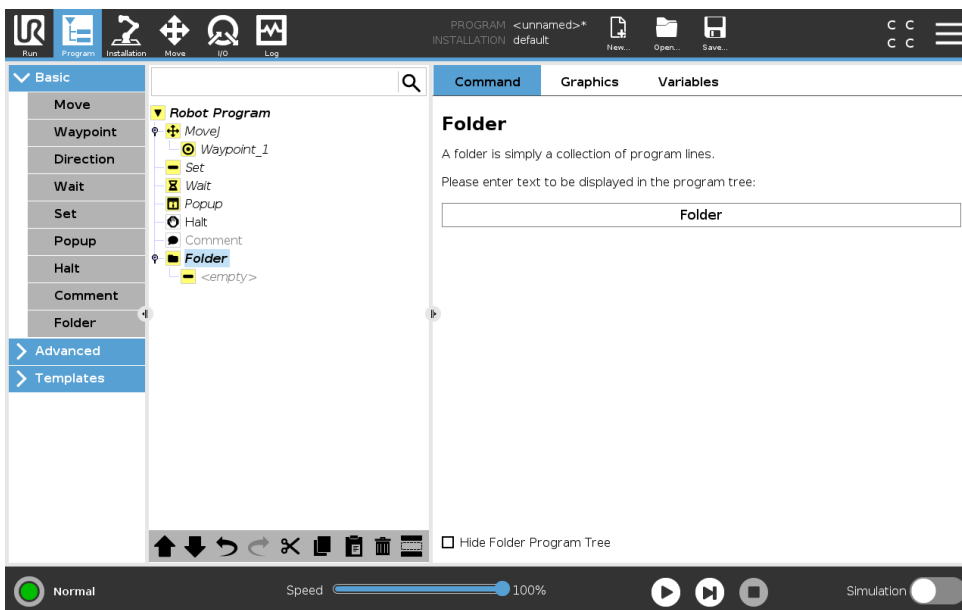 Run
Program
Installation
Move
I/O
Log
PROGRAM <unnamed>*
INSTALLATION default
New...
Open...
Save...
C C
C C
Basic
Move
Waypoint
Direction
Wait
Set
Popup
Halt
Comment
Folder
Advanced
Templates
Robot Program
MoveJ
Waypoint_1
Set
Wait
Popup
Halt
Comment
Folder
<empty>
Command Graphics Variables
Folder
A folder is simply a collection of program lines.
Please enter text to be displayed in the program tree:
Folder
Hide Folder Program Tree
Normal
Speed 100%
Simulation